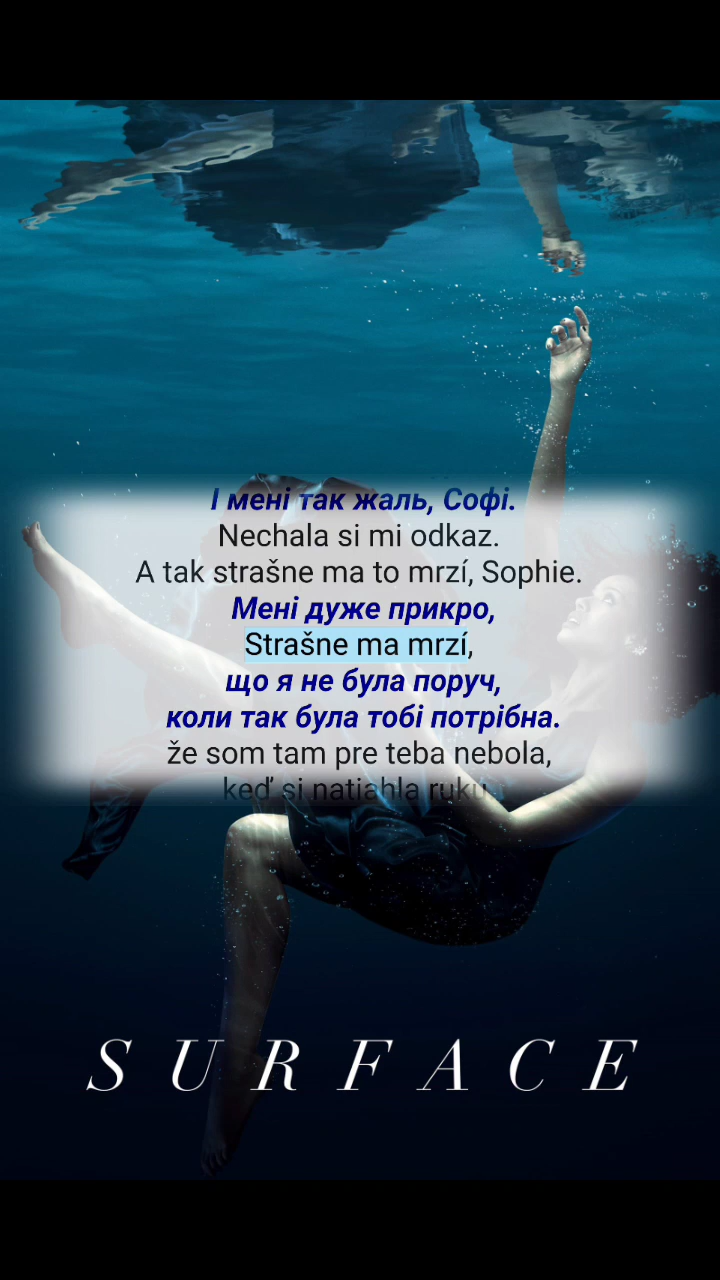 І мені так жаль, Софі.
Nechala si mi odkaz.
A tak strašne ma to mrzí, Sophie.
Мені дуже прикро,
Strašne ma mrzí,
що я не була поруч,
коли так була тобі потрібна.
že som tam pre teba nebola,
keď si natiahla ruku
SURFACE